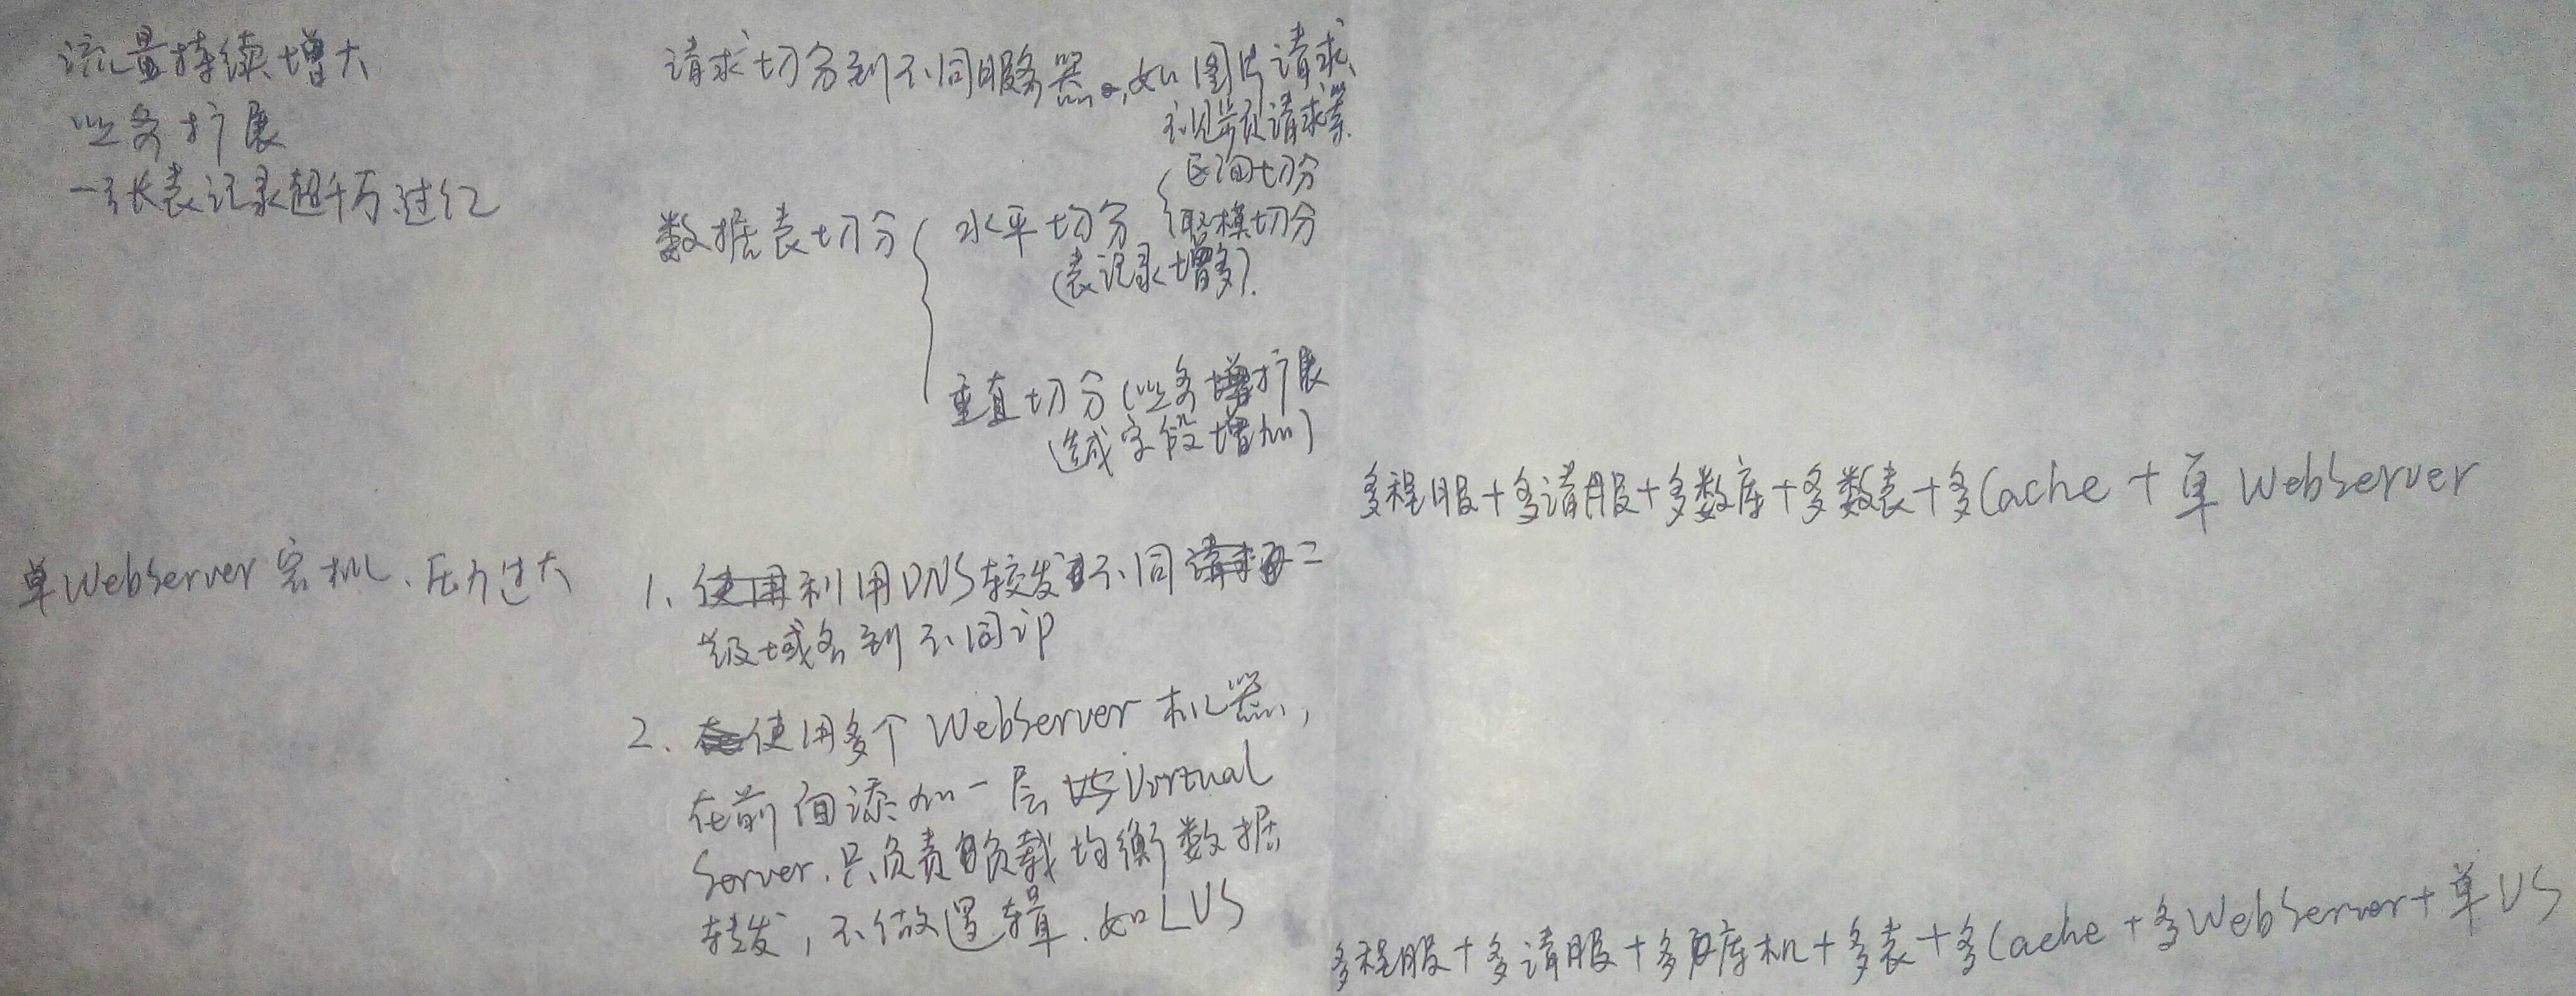 流量持续增大
业务扩展
一张表记录超千万过亿
请求切分到不同服务器,如图片请求、
视频请求等
数据表切分
水平切分
区间切分
取模切分
(表记录增多).
垂直切分(业务增扩展
造成字段增加)
多程服+多请服+多数库+多数表+多Cache+单WebServer
单WebServer宕机、压力过大
1、利用DNS转发不同二
级域名到不同ip
2、使用多个WebServer机器,
在前面添加一层Virtual
Server,只负责负载均衡数据
转发,不做逻辑.如LVS
多程服+多请服+多库机+多表+多Cache+多WebServer+单VS